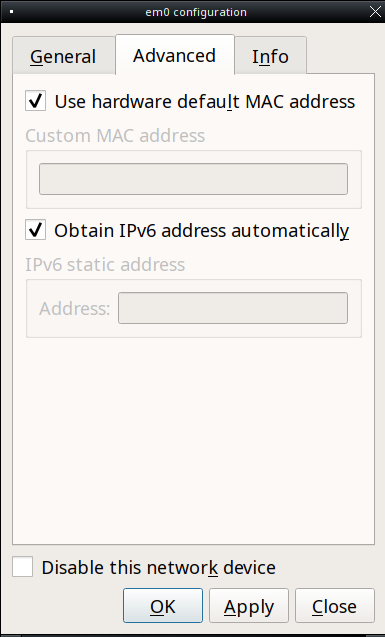 em0 configuration
General Advanced Info
Use hardware default MAC address
Custom MAC address
Obtain IPv6 address automatically
IPv6 static address
Address:
Disable this network device
OK Apply Close